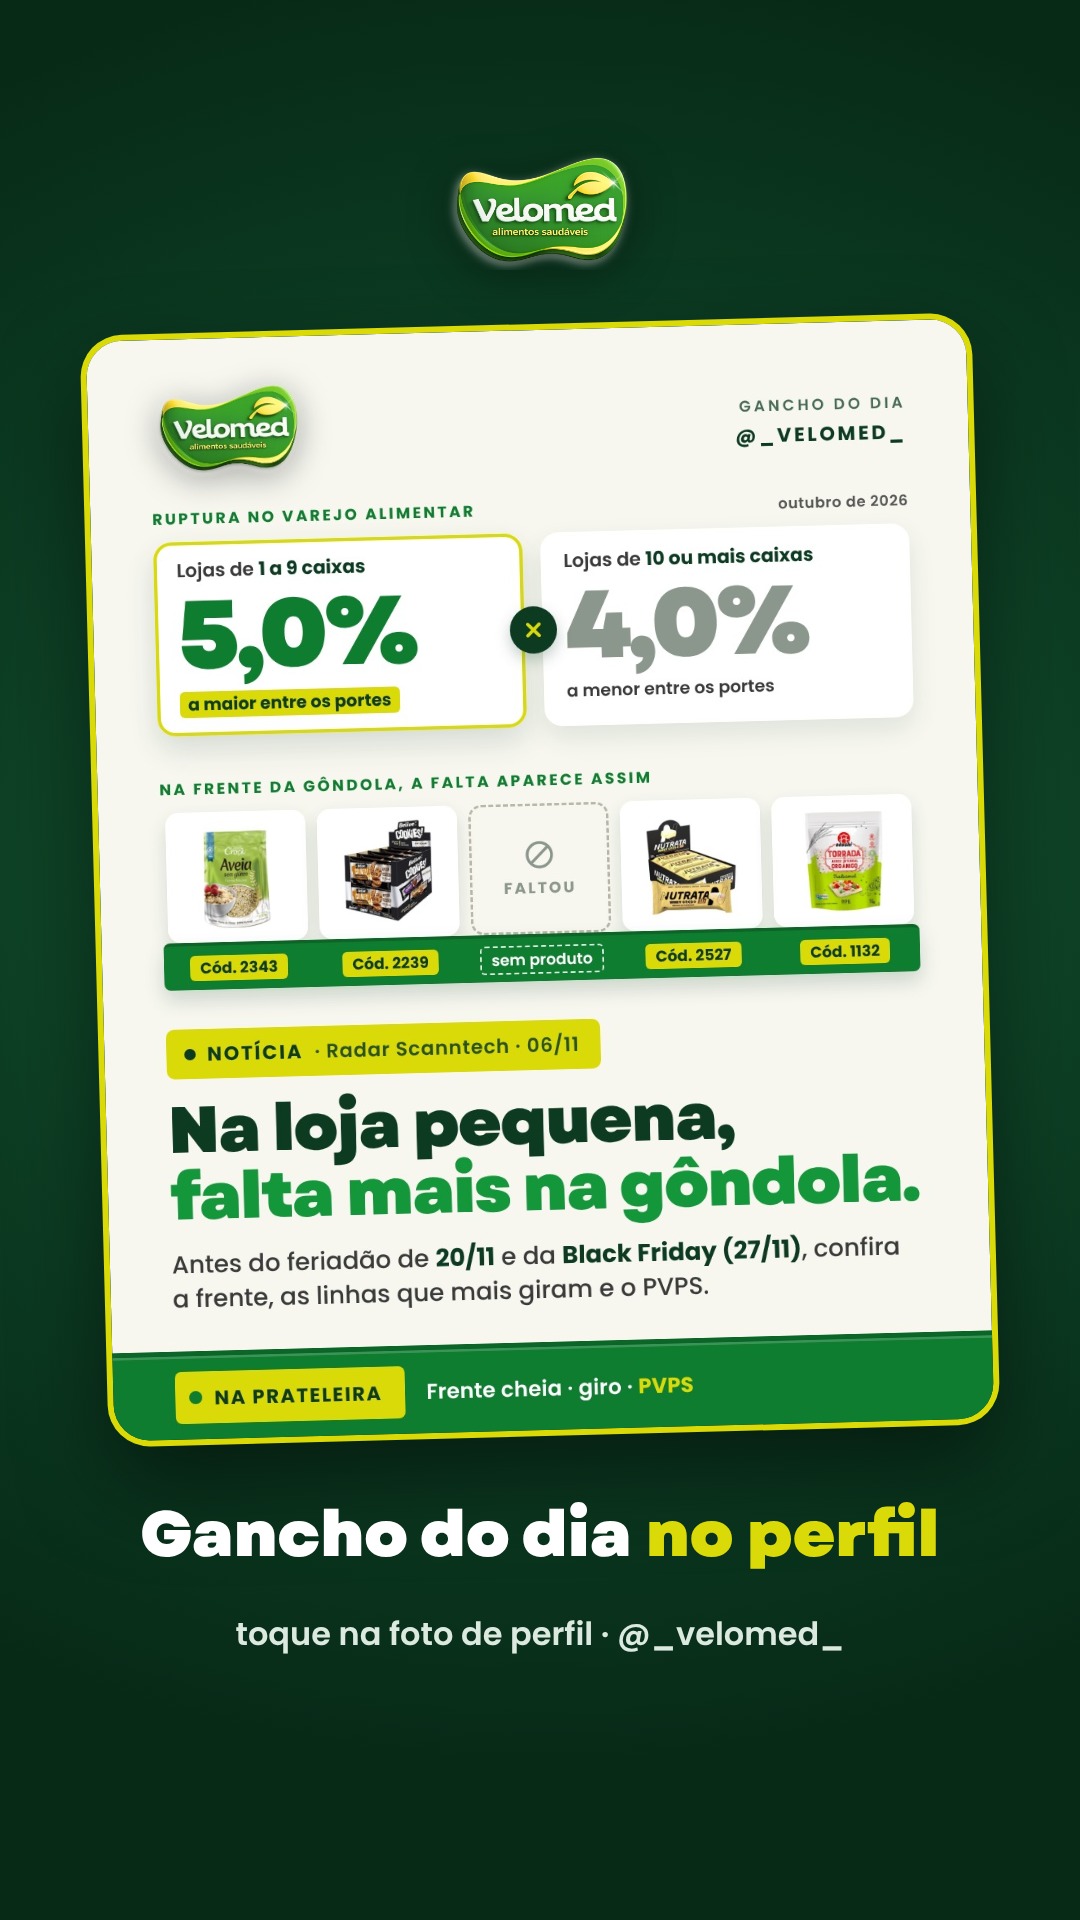 Velomed
alimentos saudáveis
Velomed
alimentos saudáveis
GANCHO DO DIA
@_VELOMED_
RUPTURA NO VAREJO ALIMENTAR
outubro de 2026
Lojas de 1 a 9 caixas
5,0%
a maior entre os portes
×
Lojas de 10 ou mais caixas
4,0%
a menor entre os portes
NA FRENTE DA GÔNDOLA, A FALTA APARECE ASSIM
Aveia
COOKIES!
FALTOU
NUTRATA
NUTRATA
TORRADA
ORGÂNICO
Cód. 2343
Cód. 2239
sem produto
Cód. 2527
Cód. 1132
NOTÍCIA · Radar Scanntech · 06/11
Na loja pequena,
falta mais na gôndola.
Antes do feriadão de 20/11 e da Black Friday (27/11), confira
a frente, as linhas que mais giram e o PVPS.
NA PRATELEIRA
Frente cheia · giro · PVPS
Gancho do dia no perfil
toque na foto de perfil · @_velomed_